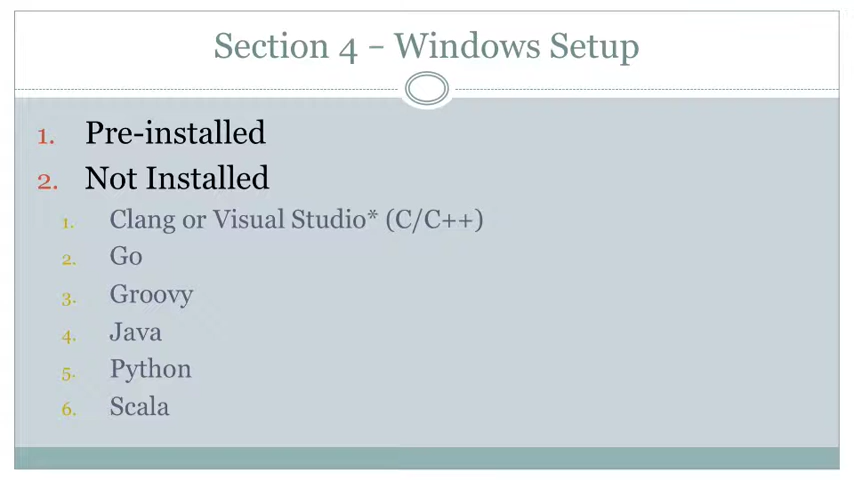 Section 4 – Windows Setup
1. Pre-installed
2. Not Installed
1. Clang or Visual Studio* (C/C++)
2. Go
3. Groovy
4. Java
5. Python
6. Scala